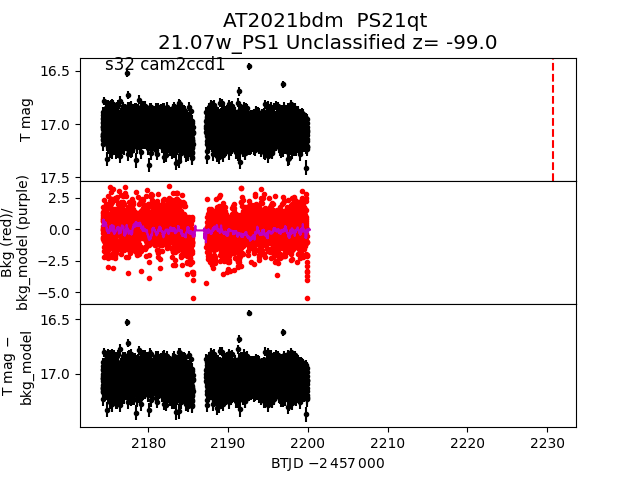 AT2021bdm  PS21qt
21.07w_PS1 Unclassified z= -99.0
s32 cam2ccd1
16.5
17.0
17.5
T mag
2.5
0.0
−2.5
−5.0
Bkg (red)/
bkg_model (purple)
16.5
17.0
T mag −
bkg_model
2180
2190
2200
2210
2220
2230
BTJD −2 457 000